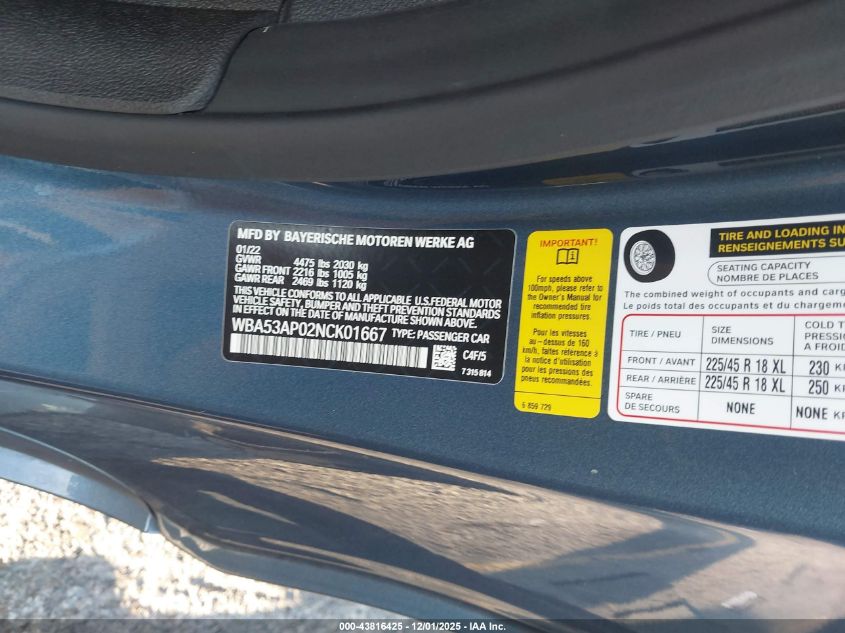 MFD BY BAYERISCHE MOTOREN WERKE AG
01/22
GVWR 4475 lbs 2030 kg
GAWR FRONT 2216 lbs 1005 kg
GAWR REAR 2469 lbs 1120 kg
THIS VEHICLE CONFORMS TO ALL APPLICABLE U.S.FEDERAL MOTOR
VEHICLE SAFETY, BUMPER, AND THEFT PREVENTION STANDARDS
IN EFFECT ON THE DATE OF MANUFACTURE SHOWN ABOVE.
WBA53AP02NCK01667 TYPE: PASSENGER CAR
C4F/5
7 315 814
IMPORTANT!
For speeds above
100mph, please refer to
the Owner's Manual for
recommended tire
inflation pressures.
Pour vitesses au
- dessus de 160
km/h, faites référence à
la notice d'utilisation
pour les pressions des
pneus recommandées.
6 859 729
TIRE AND LOADING IN
RENSEIGNEMENTS SU
SEATING CAPACITY
NOMBRE DE PLACES
The combined weight of occupants and carg
Le poids total des occupants et du chargeme
TIRE / PNEU
SIZE
DIMENSIONS
COLD T
PRESSI
A FROID
FRONT / AVANT 225/45 R 18 XL 230 K
REAR / ARRIÈRE 225/45 R 18 XL 250 K
SPARE
DE SECOURS NONE NONE K
000-43816425 - 12/01/2025 - IAA Inc.